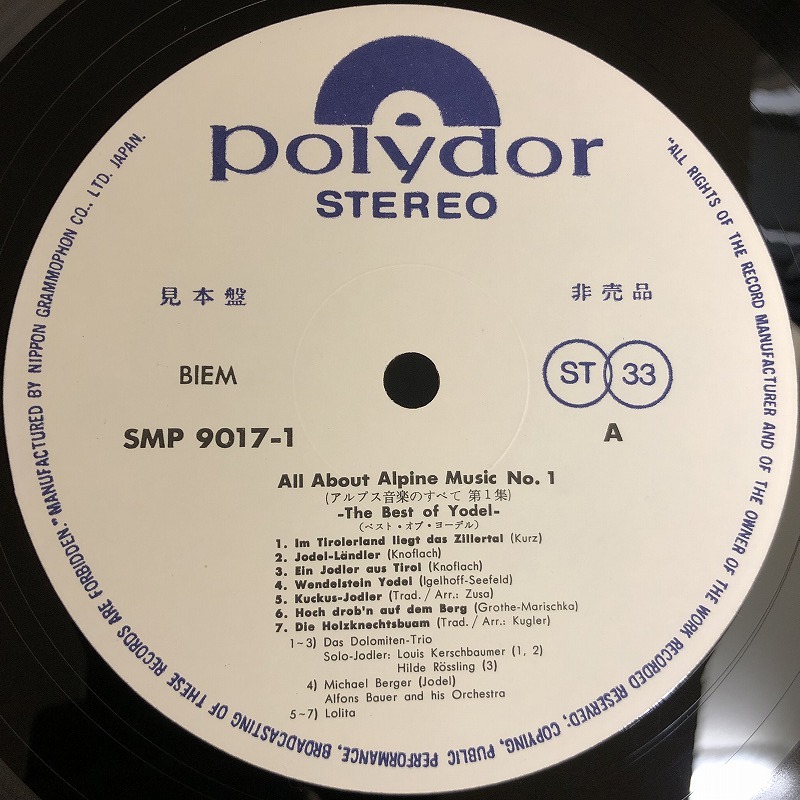 polydor
STEREO
見本盤
非売品
BIEM
ST 33
SMP 9017-1
A
All About Alpine Music No. 1
(アルプス音楽のすべて 第1集)
-The Best of Yodel-
(ベスト・オブ・ヨーデル)
1. Im Tirolerland liegt das Zillertal (Kurz)
2. Jodel-Ländler (Knoflach)
3. Ein Jodler aus Tirol (Knoflach)
4. Wendelstein Yodel (Igelhoff-Seefeld)
5. Kuckus-Jodler (Trad. / Arr.: Zusa)
6. Hoch drob'n auf dem Berg (Grothe-Marischka)
7. Die Holzknechtsbuam (Trad. / Arr.: Kugler)
1~3) Das Dolomiten-Trio
Solo-Jodler: Louis Kerschbaumer (1, 2)
Hilde Rössling (3)
4) Michael Berger (Jodel)
Alfons Bauer and his Orchestra
5~7) Lolita
"ALL RIGHTS OF THE RECORD MANUFACTURER AND OF THE OWNER OF THE WORK RECORDED RESERVED; COPYING, PUBLIC PERFORMANCE, BROADCASTING OF THESE RECORDS ARE FORBIDDEN." MANUFACTURED BY NIPPON GRAMMOPHON CO., LTD. JAPAN.